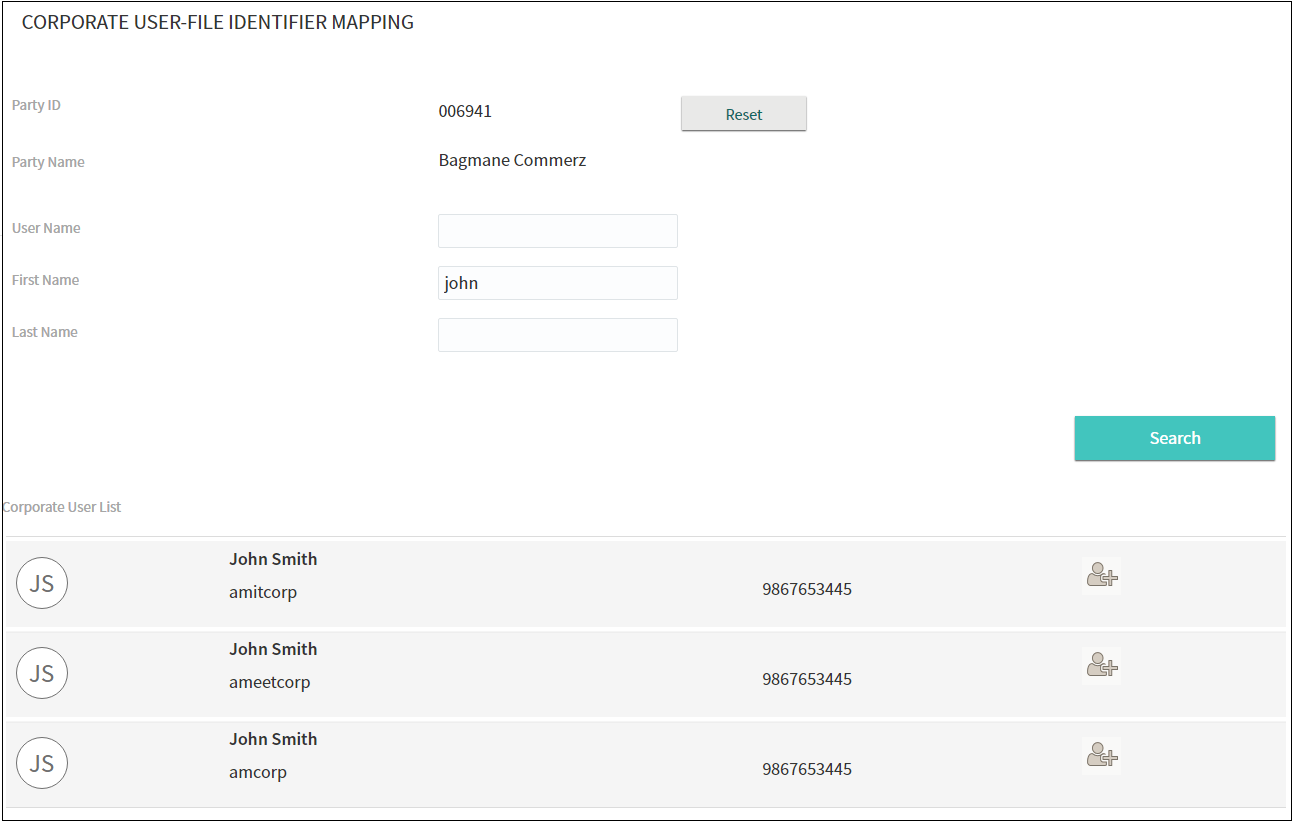 CORPORATE USER-FILE IDENTIFIER MAPPING
Party ID 006941 Reset
Party Name Bagmane Commerz
User Name
First Name john
Last Name
Search
Corporate User List
JS John Smith
amitcorp 9867653445
JS John Smith
ameetcorp 9867653445
JS John Smith
amcorp 9867653445